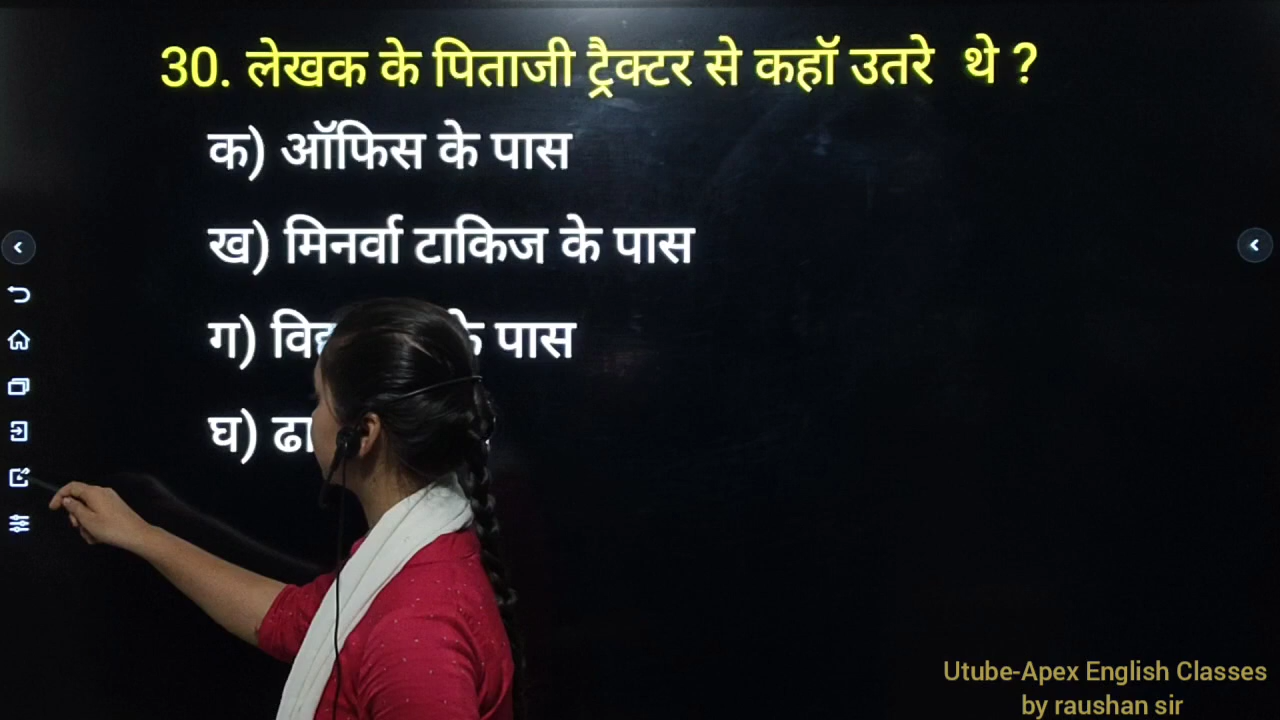 30. लेखक के पिताजी ट्रैक्टर से कहॉ उतरे थे ?
क) ऑफिस के पास
ख) मिनर्वा टाकिज के पास
ग) के पास
घ)
Utube-Apex English Classes
by raushan sir